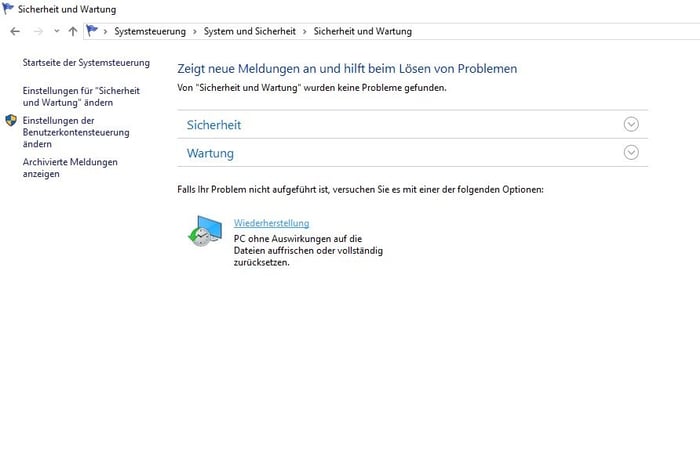 Sicherheit und Wartung
Systemsteuerung > System und Sicherheit > Sicherheit und Wartung
Startseite der Systemsteuerung
Einstellungen für "Sicherheit
und Wartung" ändern
Einstellungen der
Benutzerkontensteuerung
ändern
Archivierte Meldungen
anzeigen
Zeigt neue Meldungen an und hilft beim Lösen von Problemen
Von "Sicherheit und Wartung" wurden keine Probleme gefunden.
Sicherheit
Wartung
Falls Ihr Problem nicht aufgeführt ist, versuchen Sie es mit einer der folgenden Optionen:
Wiederherstellung
PC ohne Auswirkungen auf die
Dateien auffrischen oder vollständig
zurücksetzen.